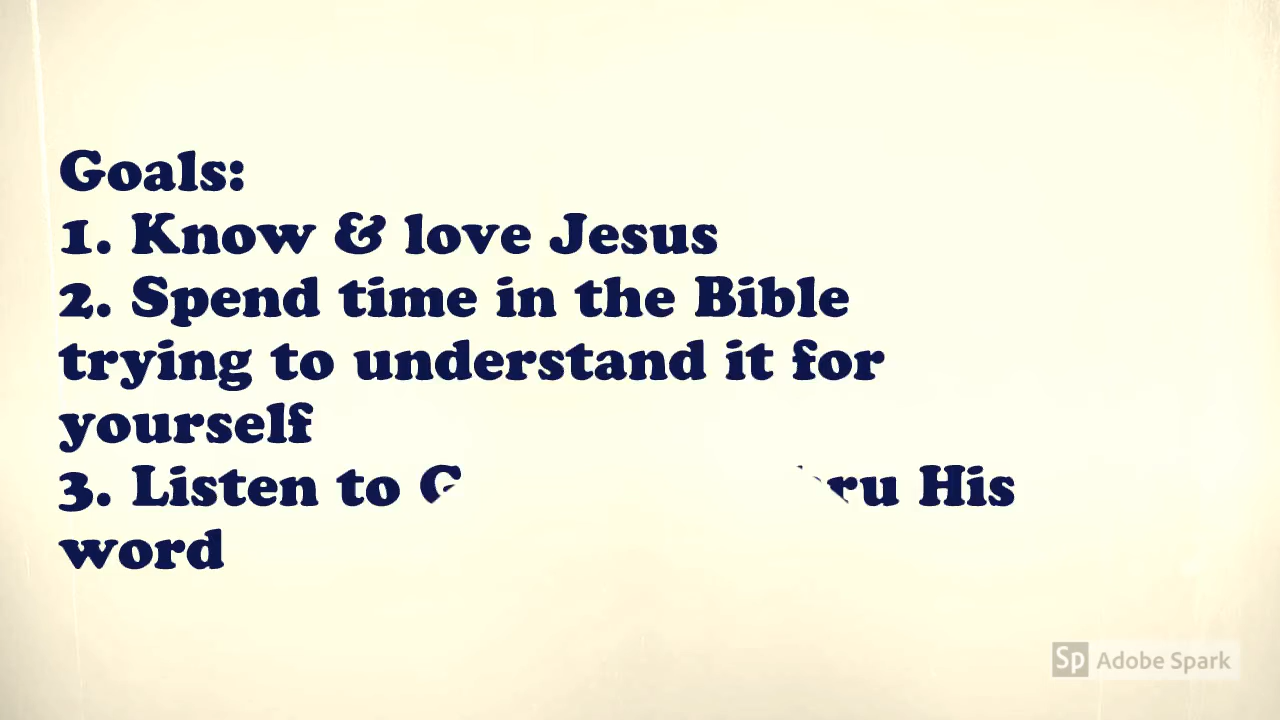 Goals:
1. Know & love Jesus
2. Spend time in the Bible
trying to understand it for
yourself
3. Listen to His
word
Sp Adobe Spark